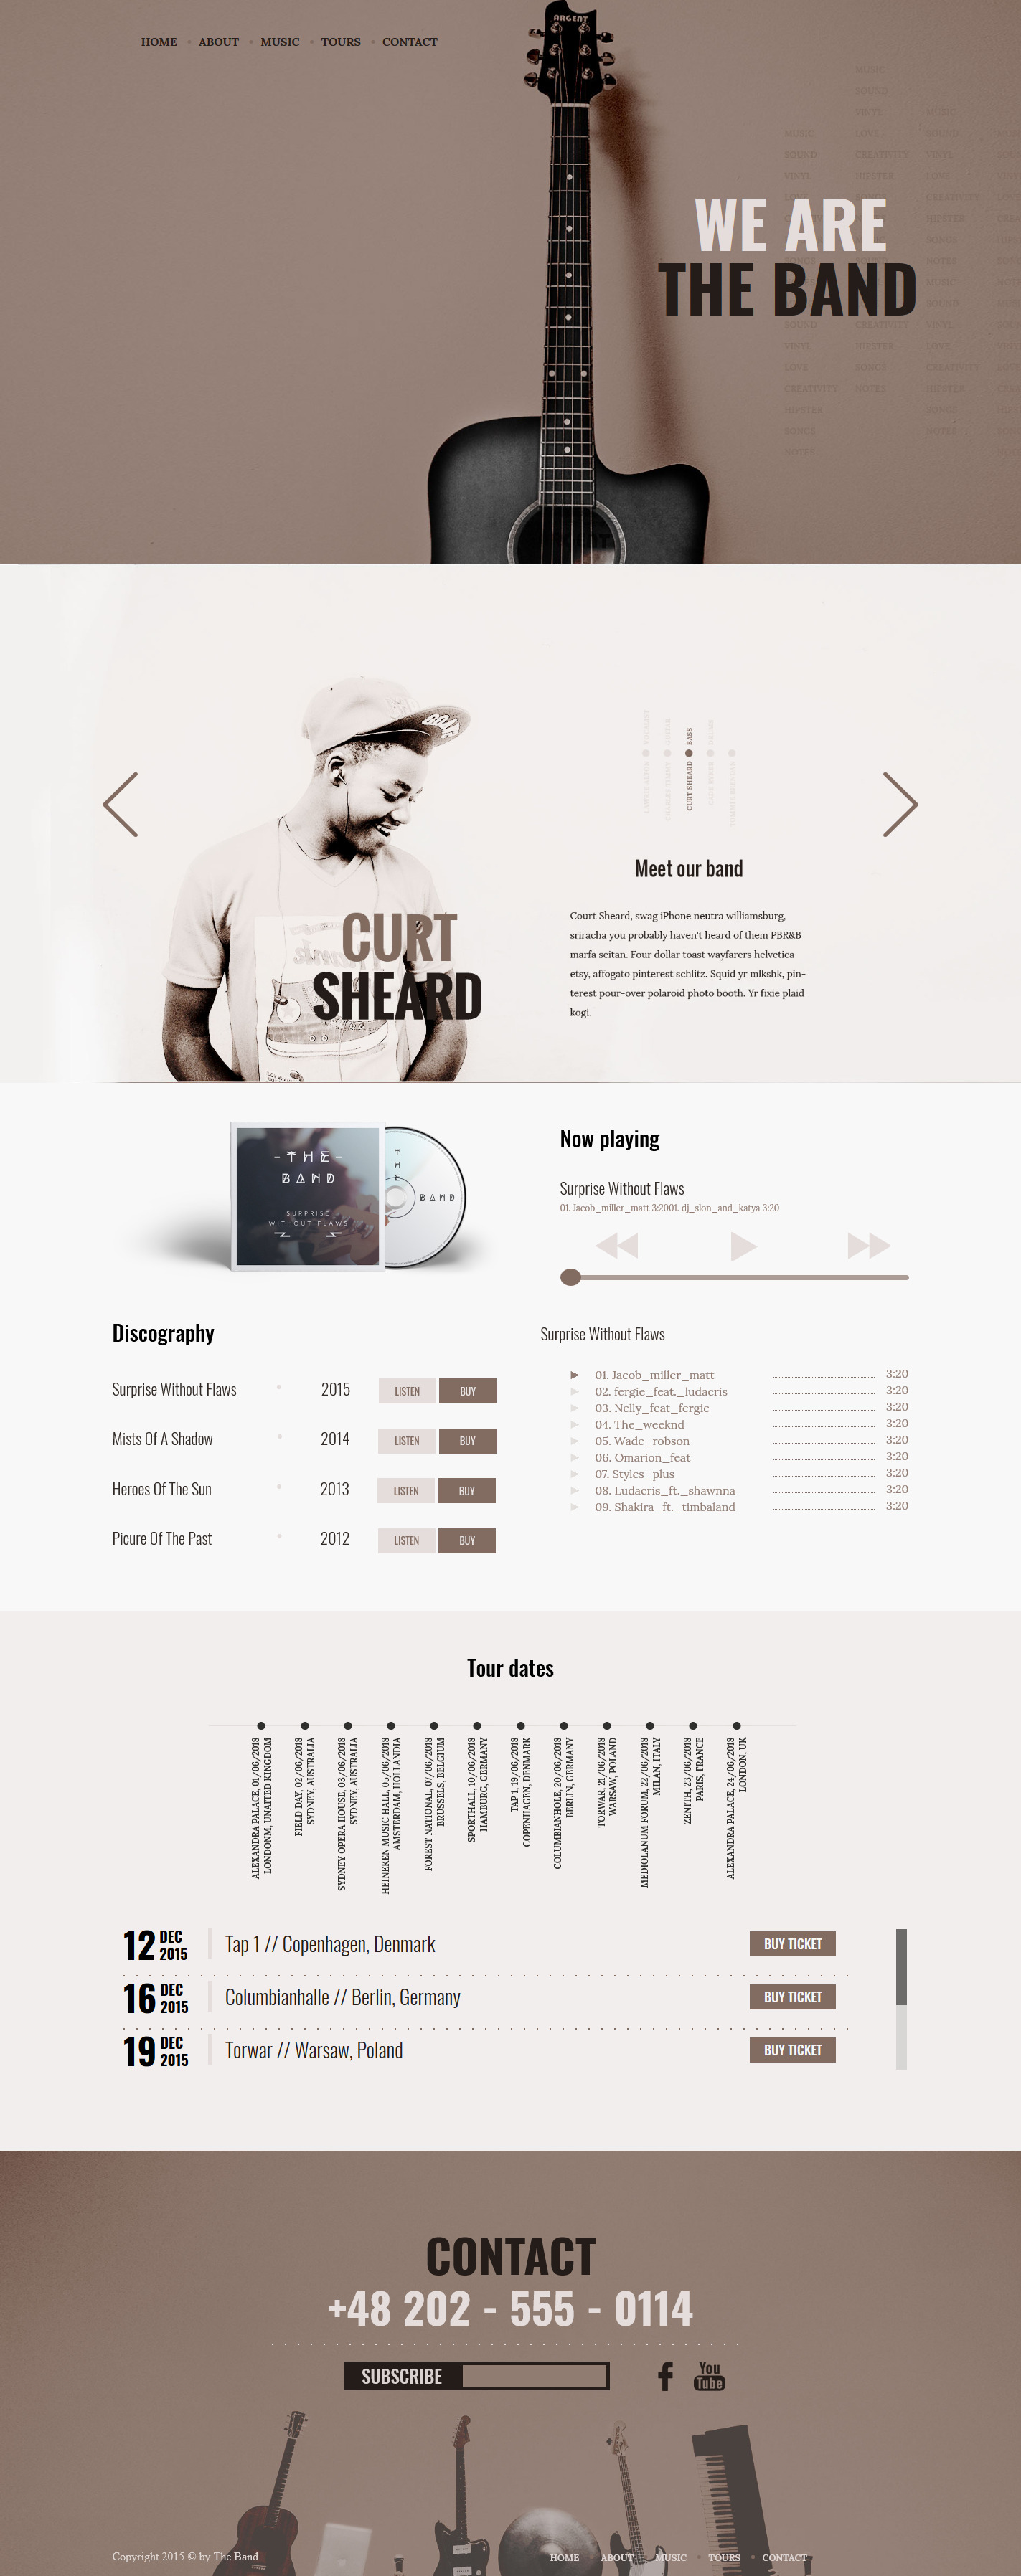 ARGENT
HOME ABOUT MUSIC TOURS CONTACT
WE ARE
THE BAND
MUSIC
SOUND
VINYL
LOVE
CREATIVITY
HIPSTER
SONGS
NOTES
BASS
CURT SHEARD
Meet our band
CURT
SHEARD
Court Sheard, swag iPhone neutra williamsburg,
sriracha you probably haven't heard of them PBR&B
marfa seitan. Four dollar toast wayfarers helvetica
etsy, affogato pinterest schlitz. Squid yr mlkshk, pin-
terest pour-over polaroid photo booth. Yr fixie plaid
kogi.
-THE-
BAND
SURPRISE
WITHOUT FLAWS
THE
BAND
Now playing
Surprise Without Flaws
01. Jacob_miller_matt 3:2001. dj_slon_and_katya 3:20
Discography
Surprise Without Flaws 2015 LISTEN BUY
Mists Of A Shadow 2014 LISTEN BUY
Heroes Of The Sun 2013 LISTEN BUY
Picure Of The Past 2012 LISTEN BUY
Surprise Without Flaws
01. Jacob_miller_matt 3:20
02. fergie_feat._ludacris 3:20
03. Nelly_feat_fergie 3:20
04. The_weeknd 3:20
05. Wade_robson 3:20
06. Omarion_feat 3:20
07. Styles_plus 3:20
08. Ludacris_ft._shawnna 3:20
09. Shakira_ft._timbaland 3:20
Tour dates
ALEXANDRA PALACE, 01/06/2018
LONDONM, UNAITED KINGDOM
FIELD DAY, 02/06/2018
SYDNEY, AUSTRALIA
SYDNEY OPERA HOUSE, 03/06/2018
SYDNEY, AUSTRALIA
HEINEKEN MUSIC HALL, 05/06/2018
AMSTERDAM, HOLLANDIA
FOREST NATIONAL, 07/06/2018
BRUSSELS, BELGIUM
SPORTHALL, 10/06/2018
HAMBURG, GERMANY
TAP 1, 19/06/2018
COPENHAGEN, DENMARK
COLUMBIANHOLE, 20/06/2018
BERLIN, GERMANY
TORWAR, 21/06/2018
WARSAW, POLAND
MEDIOLANUM FORUM, 22/06/2018
MILAN, ITALY
ZENITH, 23/06/2018
PARIS, FRANCE
ALEXANDRA PALACE, 24/06/2018
LONDON, UK
12 DEC 2015 Tap 1 // Copenhagen, Denmark BUY TICKET
16 DEC 2015 Columbianhalle // Berlin, Germany BUY TICKET
19 DEC 2015 Torwar // Warsaw, Poland BUY TICKET
CONTACT
+48 202 - 555 - 0114
SUBSCRIBE
You
Tube
Copyright 2015 © by The Band
HOME ABOUT MUSIC TOURS CONTACT